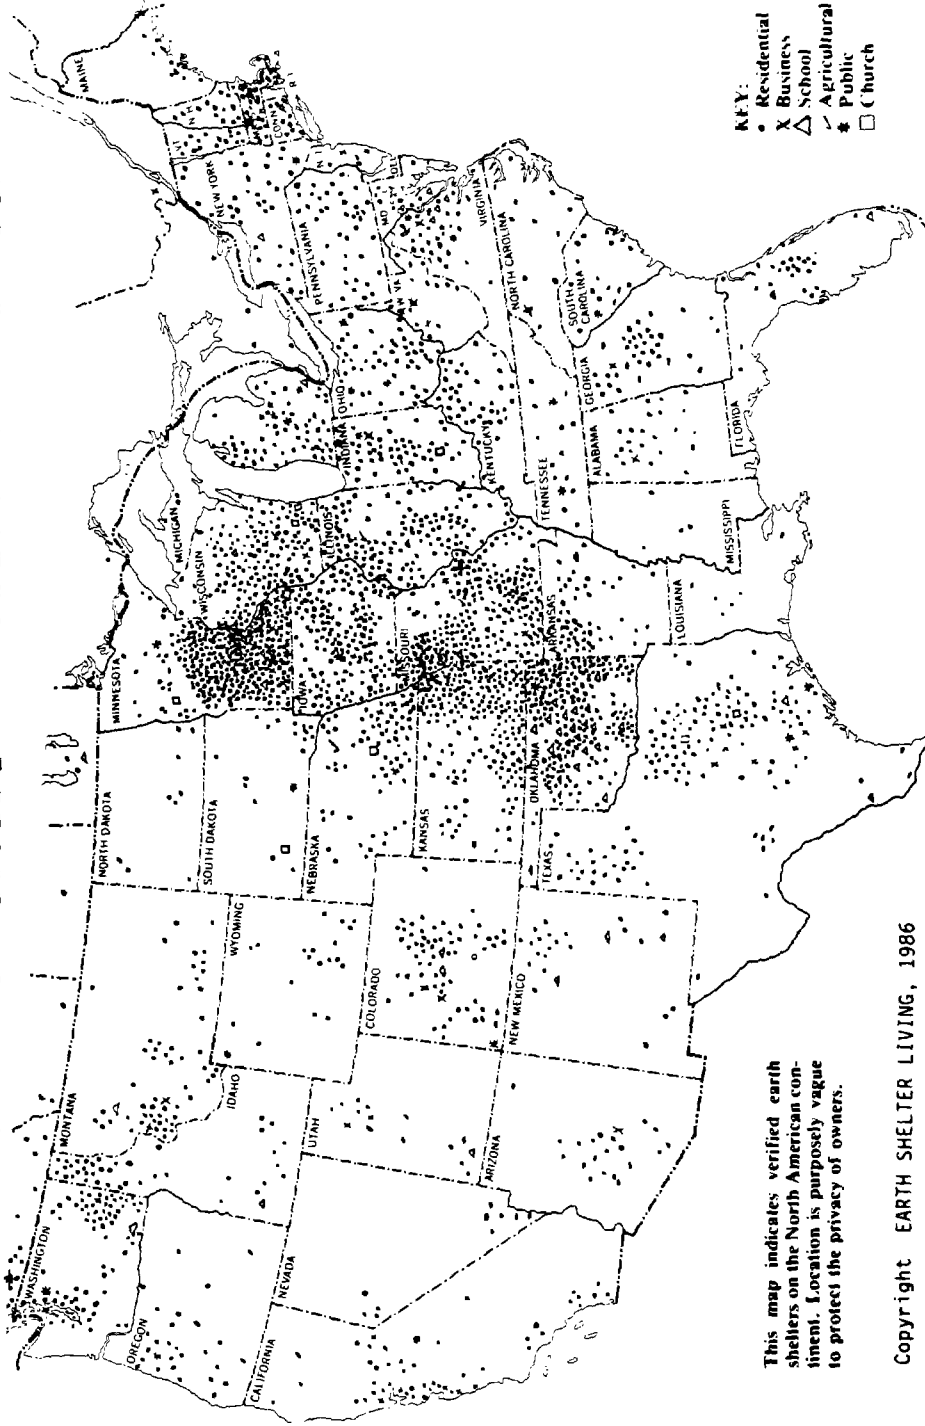 WASHINGTON
OREGON
CALIFORNIA
NEVADA
IDAHO
MONTANA
UTAH
ARIZONA
WYOMING
COLORADO
NEW MEXICO
NORTH DAKOTA
SOUTH DAKOTA
NEBRASKA
KANSAS
OKLAHOMA
TEXAS
MINNESOTA
IOWA
MISSOURI
ARKANSAS
LOUISIANA
WISCONSIN
MICHIGAN
ILLINOIS
INDIANA
OHIO
KENTUCKY
TENNESSEE
MISSISSIPPI
ALABAMA
GEORGIA
FLORIDA
SOUTH
CAROLINA
NORTH CAROLINA
VIRGINIA
W VA
PENNSYLVANIA
NEW YORK
MD
DEL
N J
VT
N H
MAINE
CONN
R I
KEY:
Residential
Business
School
Agricultural
Public
Church
This map indicates verified earth
shelters on the North American con-
tinent. Location is purposely vague
to protect the privacy of owners.
Copyright EARTH SHELTER LIVING, 1986